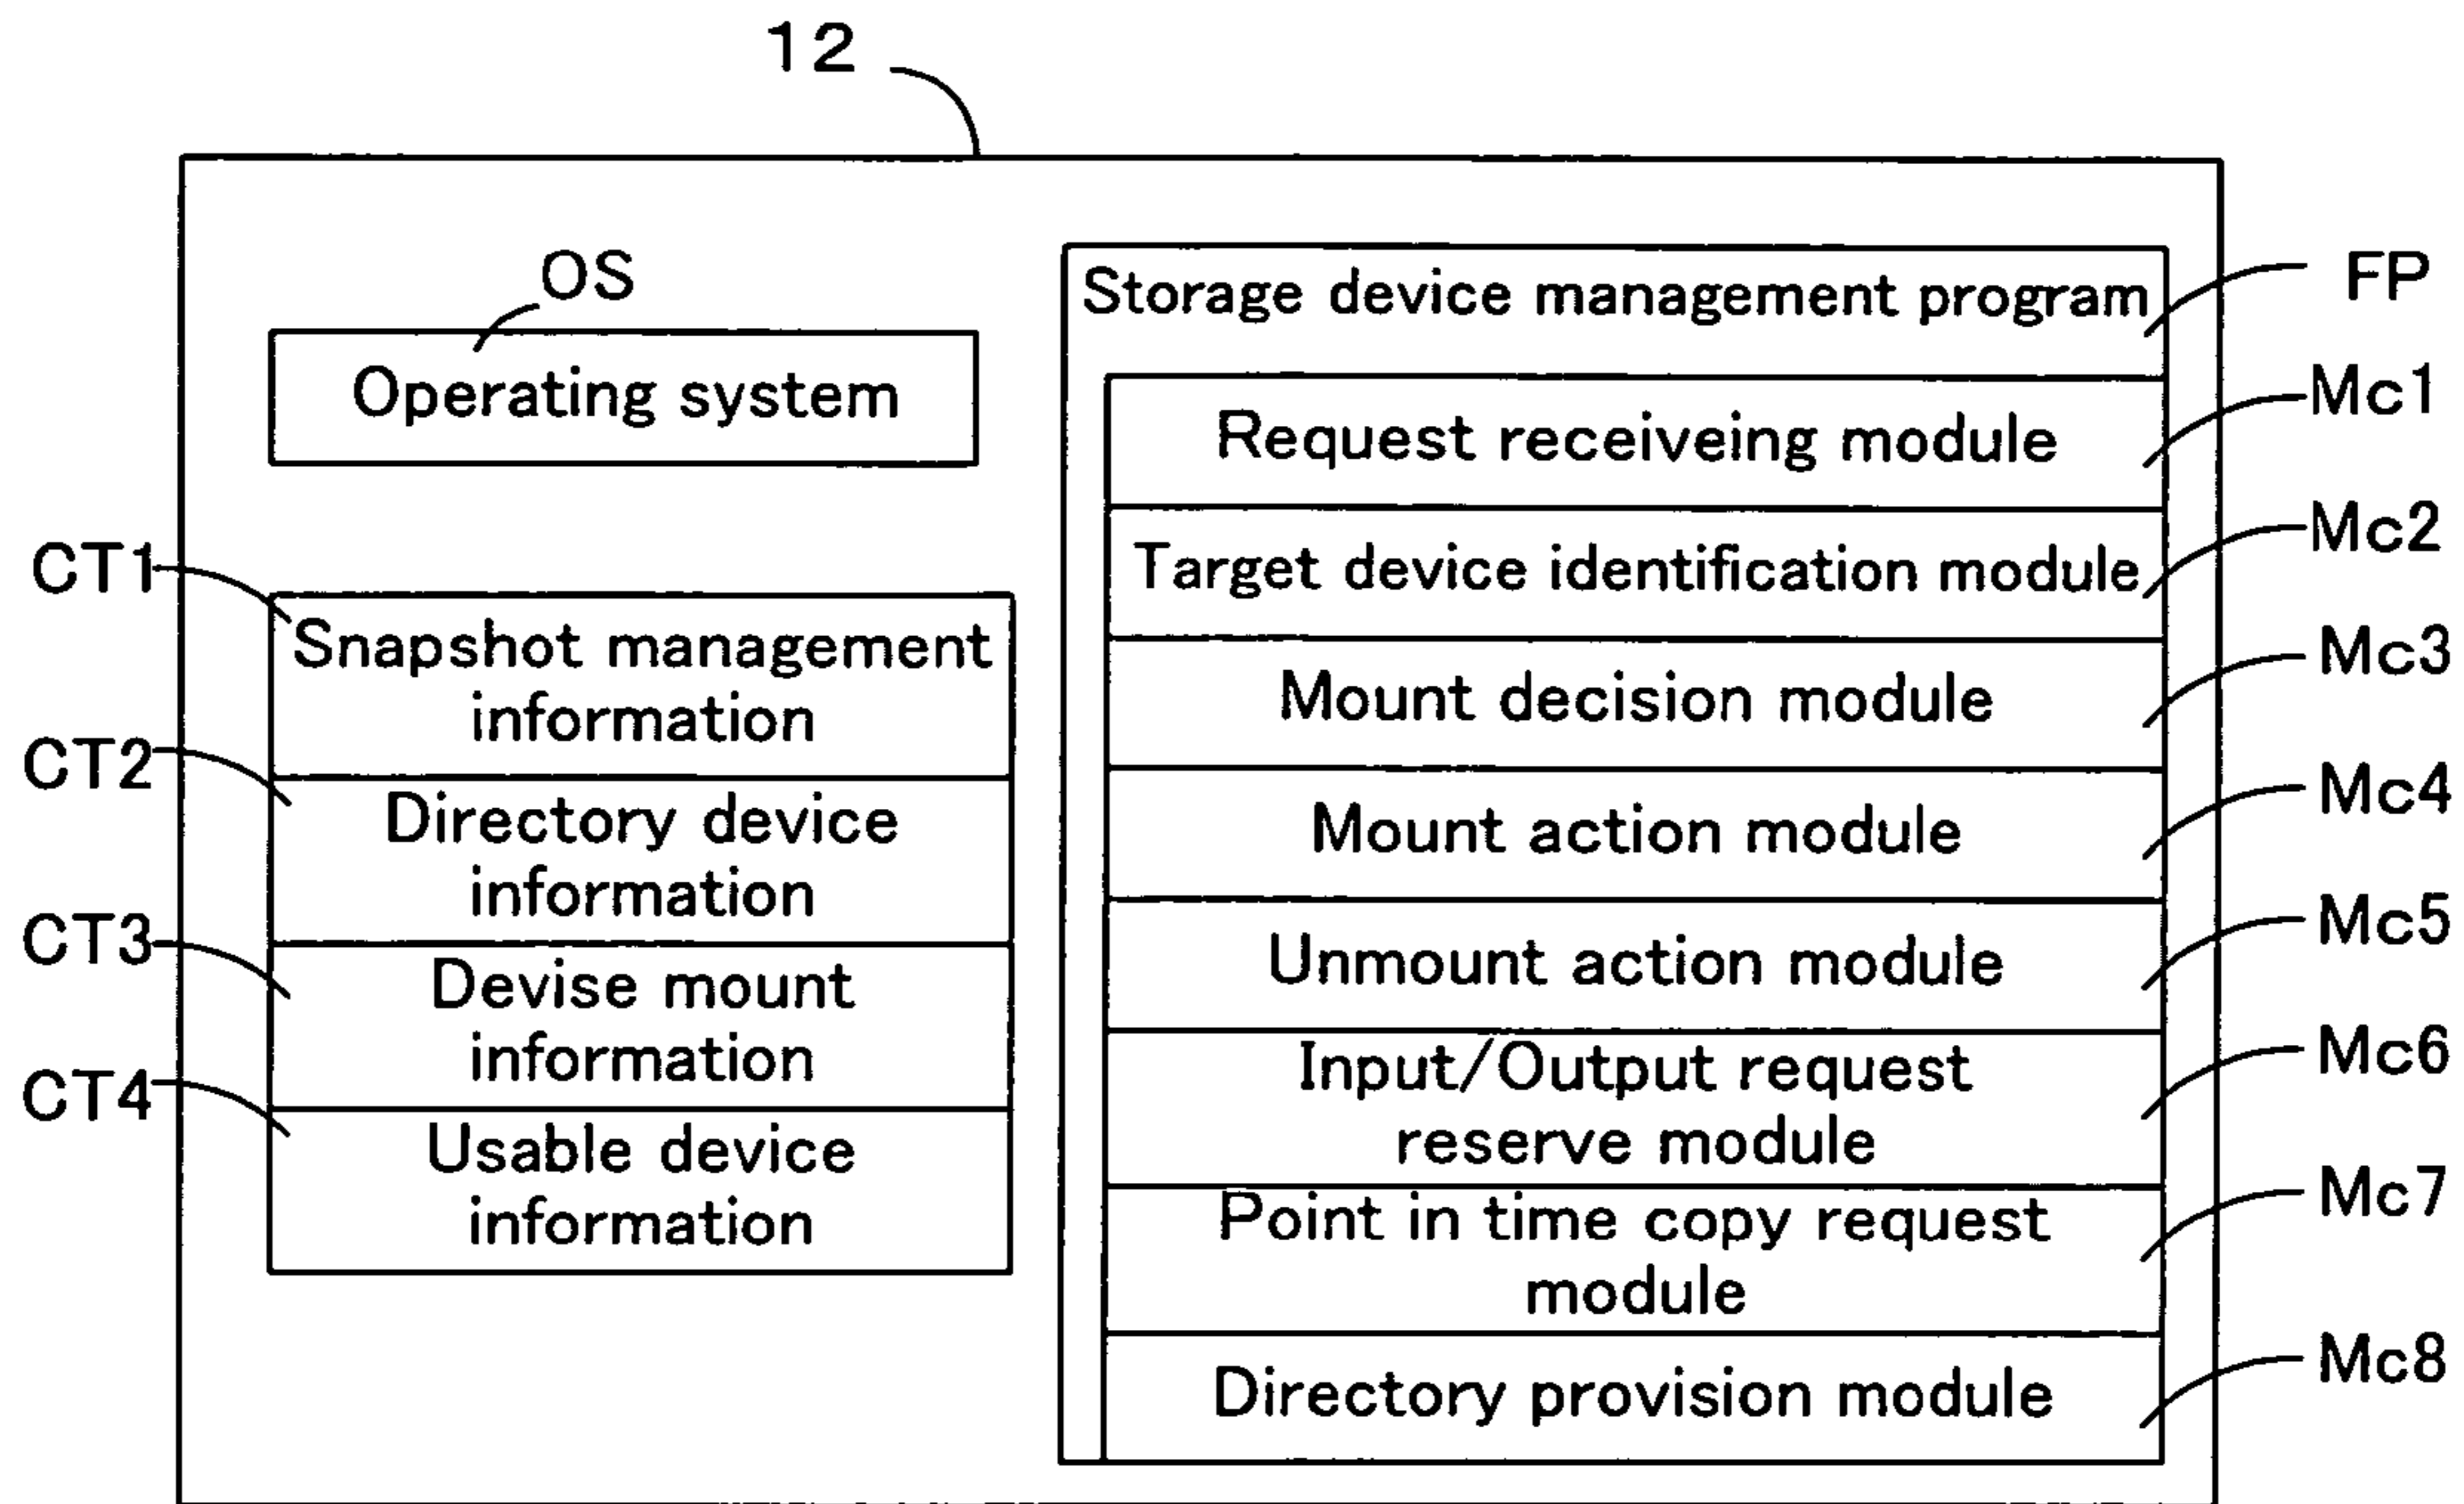 12
OS
Operating system
CT1
Snapshot management
information
CT2
Directory device
information
CT3
Devise mount
information
CT4
Usable device
information
Storage device management program
FP
Request receiveing module
Mc1
Target device identification module
Mc2
Mount decision module
Mc3
Mount action module
Mc4
Unmount action module
Mc5
Input/Output request
reserve module
Mc6
Point in time copy request
module
Mc7
Directory provision module
Mc8